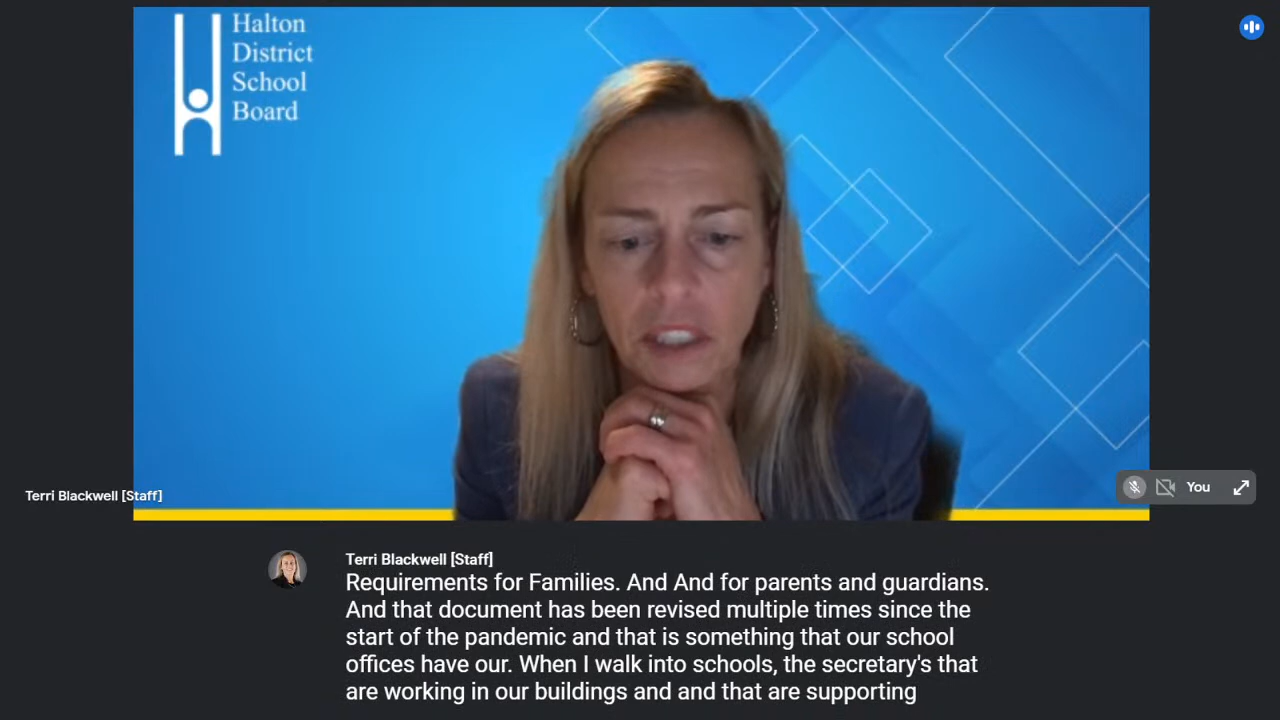 Halton
District
School
Board
Terri Blackwell [Staff]
You
Terri Blackwell [Staff]
Requirements for Families. And And for parents and guardians.
And that document has been revised multiple times since the
start of the pandemic and that is something that our school
offices have our. When I walk into schools, the secretary's that
are working in our buildings and and that are supporting